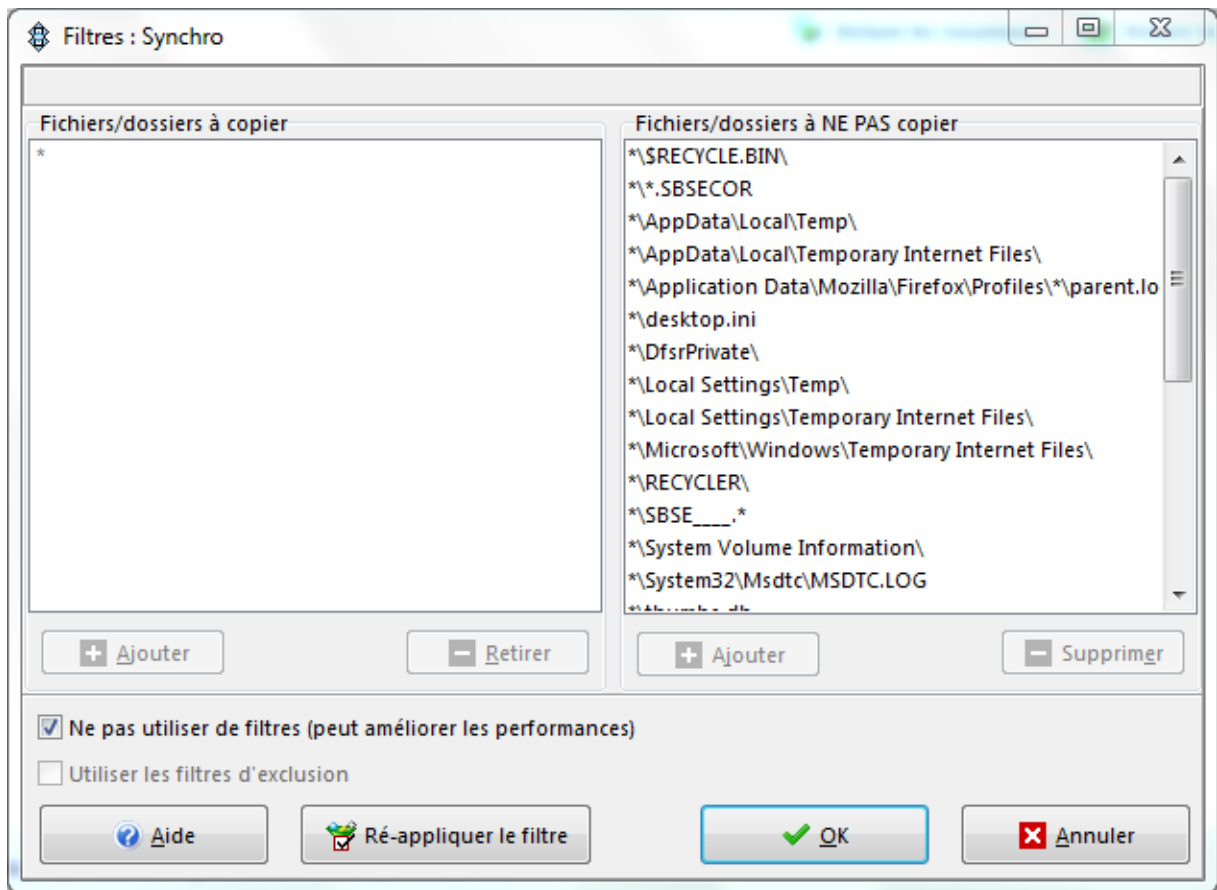 Filtres : Synchro
Fichiers/dossiers à copier
*
Ajouter
Retirer
Fichiers/dossiers à NE PAS copier
*\$RECYCLE.BIN\
*\*.SBSECOR
*\AppData\Local\Temp\
*\AppData\Local\Temporary Internet Files\
*\Application Data\Mozilla\Firefox\Profiles\*\parent.lo
*\desktop.ini
*\DfsrPrivate\
*\Local Settings\Temp\
*\Local Settings\Temporary Internet Files\
*\Microsoft\Windows\Temporary Internet Files\
*\RECYCLER\
*\SBSE____.*
*\System Volume Information\
*\System32\Msdtc\MSDTC.LOG
*\thumbs.db
Ajouter
Supprimer
Ne pas utiliser de filtres (peut améliorer les performances)
Utiliser les filtres d'exclusion
Aide
Ré-appliquer le filtre
OK
Annuler